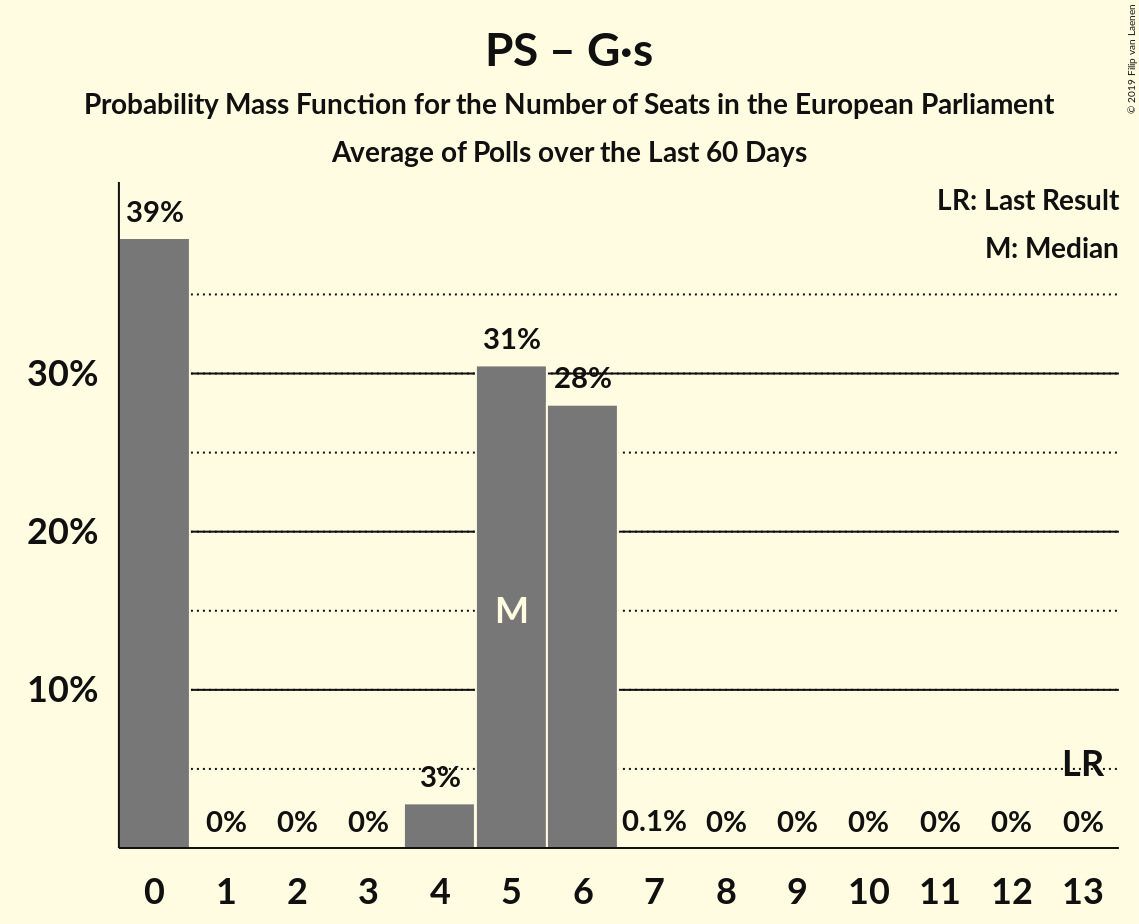 PS – G·s
Probability Mass Function for the Number of Seats in the European Parliament
Average of Polls over the Last 60 Days
© 2019 Filip van Laenen
LR: Last Result
M: Median
39%
31%
30%
28%
20%
M
10%
LR
3%
0% 0% 0% 0.1% 0% 0% 0% 0% 0% 0%
0 1 2 3 4 5 6 7 8 9 10 11 12 13